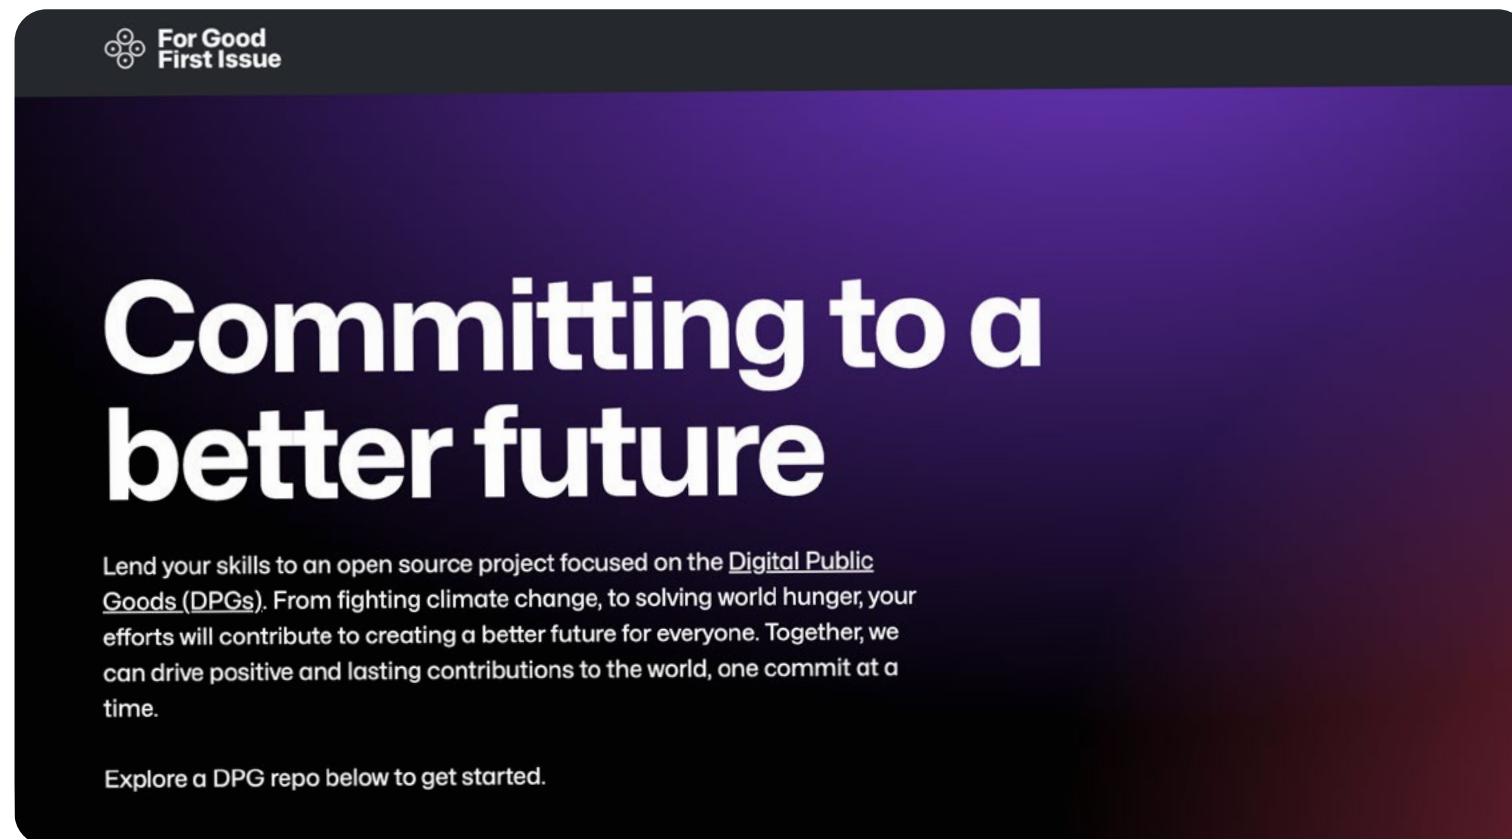 For Good
First Issue
Committing to a
better future
Lend your skills to an open source project focused on the Digital Public
Goods (DPGs). From fighting climate change, to solving world hunger, your
efforts will contribute to creating a better future for everyone. Together, we
can drive positive and lasting contributions to the world, one commit at a
time.
Explore a DPG repo below to get started.